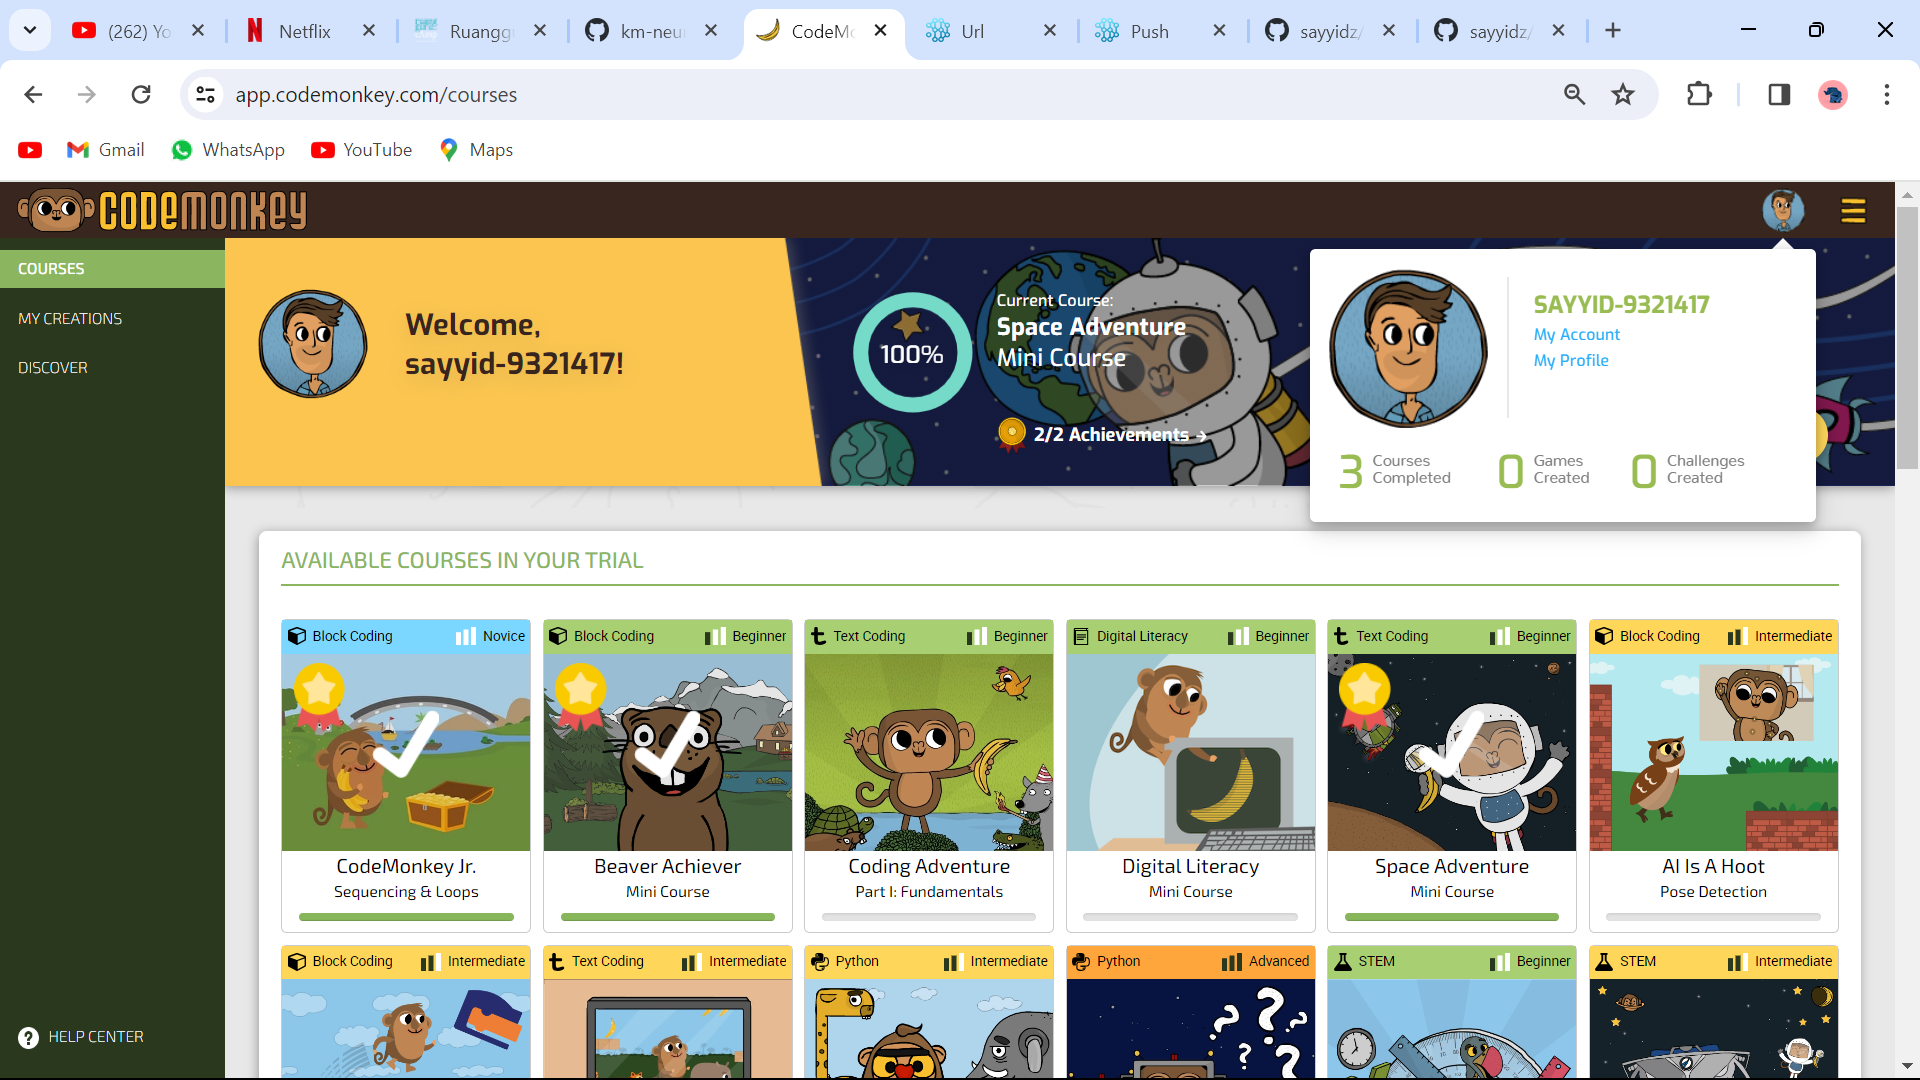 (262) Yo
Netflix
Ruangg
km-neu
CodeMo
Url
Push
sayyidz/
sayyidz/
app.codemonkey.com/courses
Gmail
WhatsApp
YouTube
Maps
CODEMONKEY
COURSES
MY CREATIONS
DISCOVER
HELP CENTER
Welcome,
sayyid-9321417!
100%
Current Course:
Space Adventure
Mini Course
2/2 Achievements →
SAYYID-9321417
My Account
My Profile
3 Courses Completed
0 Games Created
0 Challenges Created
AVAILABLE COURSES IN YOUR TRIAL
Block Coding Novice
CodeMonkey Jr.
Sequencing & Loops
Block Coding Beginner
Beaver Achiever
Mini Course
Text Coding Beginner
Coding Adventure
Part I: Fundamentals
Digital Literacy Beginner
Digital Literacy
Mini Course
Text Coding Beginner
Space Adventure
Mini Course
Block Coding Intermediate
AI Is A Hoot
Pose Detection
Block Coding Intermediate
Text Coding Intermediate
Python Intermediate
Python Advanced
STEM Beginner
STEM Intermediate